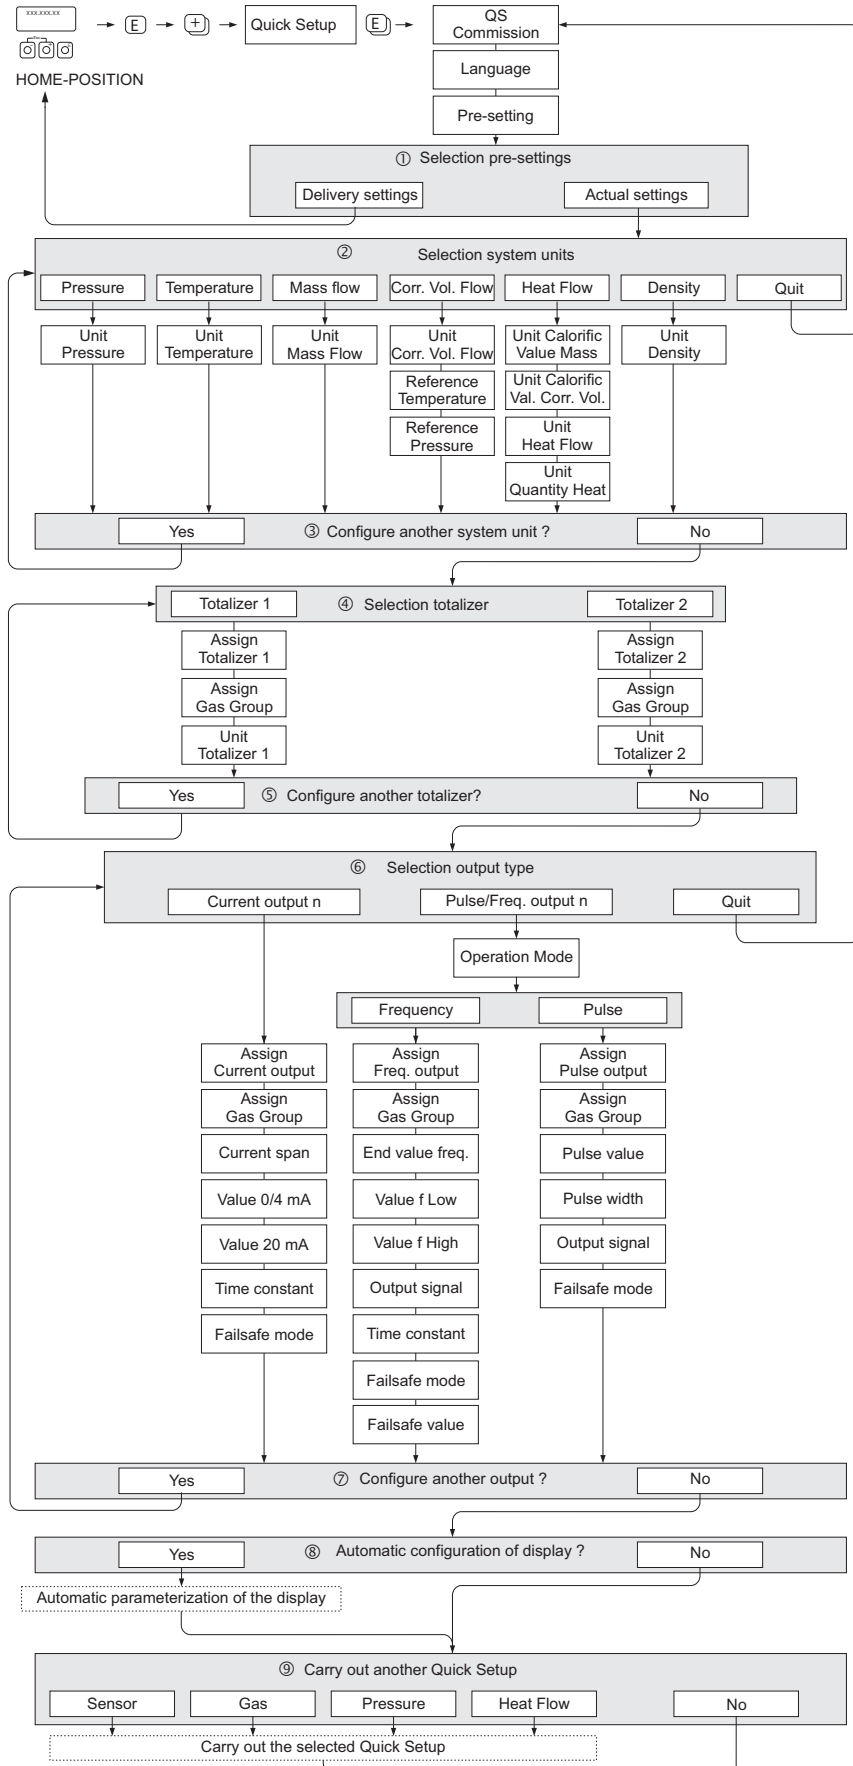 xxx.xxx.xx
Esc
E
+
Quick Setup
E
QS
Commission
HOME-POSITION
Language
Pre-setting
① Selection pre-settings
Delivery settings
Actual settings
② Selection system units
Pressure
Temperature
Mass flow
Corr. Vol. Flow
Heat Flow
Density
Quit
Unit
Pressure
Unit
Temperature
Unit
Mass Flow
Unit
Corr. Vol. Flow
Unit Calorific
Value Mass
Unit
Density
Reference
Temperature
Unit Calorific
Val. Corr. Vol.
Reference
Pressure
Unit
Heat Flow
Unit
Quantity Heat
Yes
③ Configure another system unit ?
No
Totalizer 1
④ Selection totalizer
Totalizer 2
Assign
Totalizer 1
Assign
Totalizer 2
Assign
Gas Group
Assign
Gas Group
Unit
Totalizer 1
Unit
Totalizer 2
Yes
⑤ Configure another totalizer?
No
⑥ Selection output type
Current output n
Pulse/Freq. output n
Quit
Operation Mode
Frequency
Pulse
Assign
Current output
Assign
Freq. output
Assign
Pulse output
Assign
Gas Group
Assign
Gas Group
Assign
Gas Group
Current span
End value freq.
Pulse value
Value 0/4 mA
Value f Low
Pulse width
Value 20 mA
Value f High
Output signal
Time constant
Output signal
Failsafe mode
Failsafe mode
Time constant
Failsafe mode
Failsafe value
Yes
⑦ Configure another output ?
No
Yes
⑧ Automatic configuration of display ?
No
Automatic parameterization of the display
⑨ Carry out another Quick Setup
Sensor
Gas
Pressure
Heat Flow
No
Carry out the selected Quick Setup